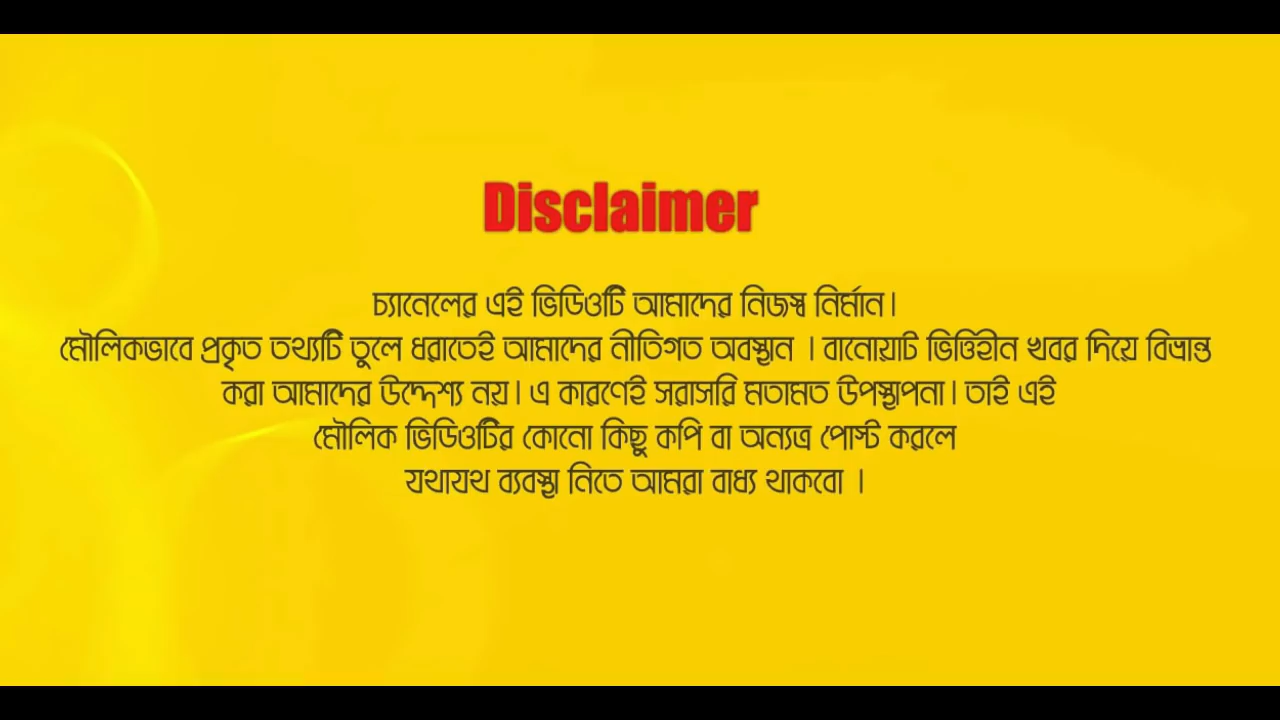 Disclaimer
চ্যানেলের এই ভিডিওটি আমাদের নিজস্ব নির্মান।
মৌলিকভাবে প্রকৃত তথ্যটি তুলে ধরাতেই আমাদের নীতিগত অবস্থান । বানোয়াট ভিত্তিহীন খবর দিয়ে বিভ্রান্ত
করা আমাদের উদ্দেশ্য নয়। এ কারণেই সরাসরি মতামত উপস্থাপনা। তাই এই
মৌলিক ভিডিওটির কোনো কিছু কপি বা অন্যত্র পোস্ট করলে
যথাযথ ব্যবস্থা নিতে আমরা বাধ্য থাকবো ।